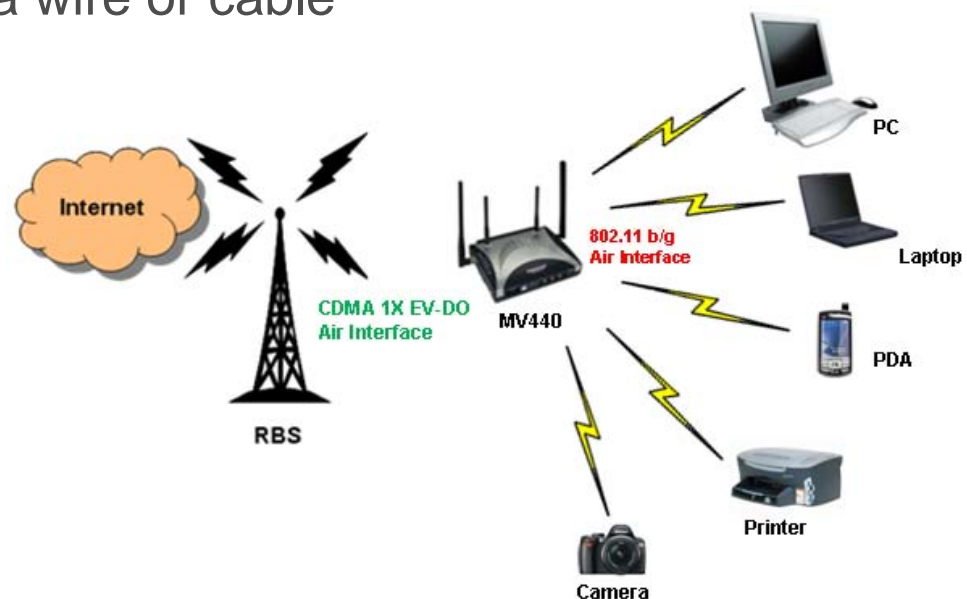 a wire or cable
PC
Internet
802.11 b/g
Air Interface
Laptop
CDMA 1X EV-DO
Air Interface
MV440
PDA
RBS
Printer
Camera